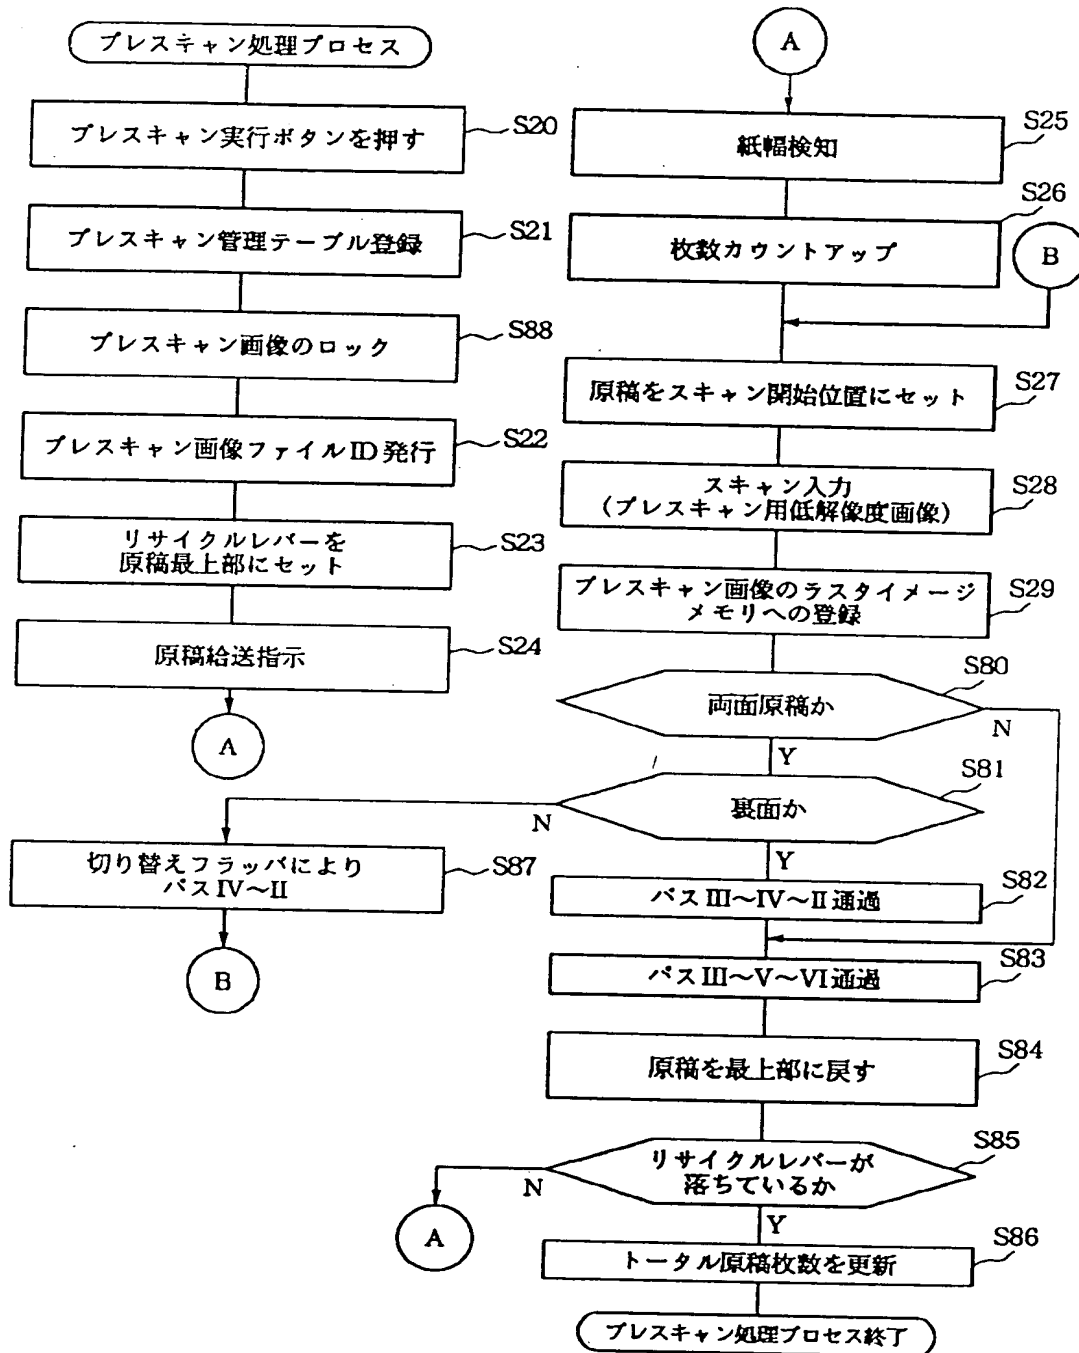 プレスキャン処理プロセス
プレスキャン実行ボタンを押す
S20
プレスキャン管理テーブル登録
S21
プレスキャン画像のロック
S88
プレスキャン画像ファイルID発行
S22
リサイクルレバーを
原稿最上部にセット
S23
原稿給送指示
S24
A
A
紙幅検知
S25
枚数カウントアップ
S26
B
原稿をスキャン開始位置にセット
S27
スキャン入力
(プレスキャン用低解像度画像)
S28
プレスキャン画像のラスタイメージ
メモリへの登録
S29
両面原稿か
S80
N
Y
裏面か
S81
N
Y
切り替えフラッパにより
パスIV〜II
S87
B
パスIII〜IV〜II通過
S82
パスIII〜V〜VI通過
S83
原稿を最上部に戻す
S84
リサイクルレバーが
落ちているか
S85
N
A
Y
トータル原稿枚数を更新
S86
プレスキャン処理プロセス終了